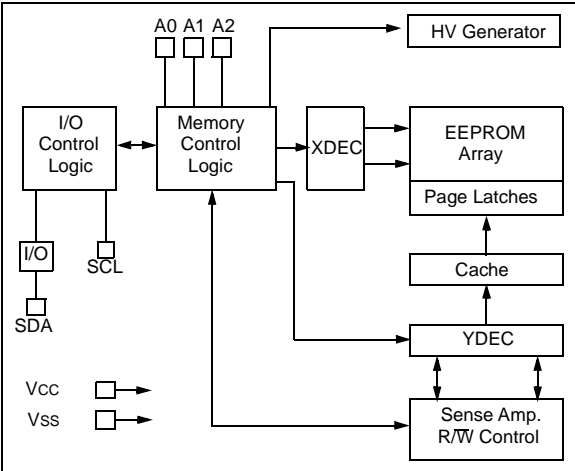 A0 A1 A2
HV Generator
I/O
Control
Logic
Memory
Control
Logic
XDEC
EEPROM
Array
Page Latches
I/O
SCL
SDA
Cache
YDEC
Vcc
Vss
Sense Amp.
R/W̅ Control